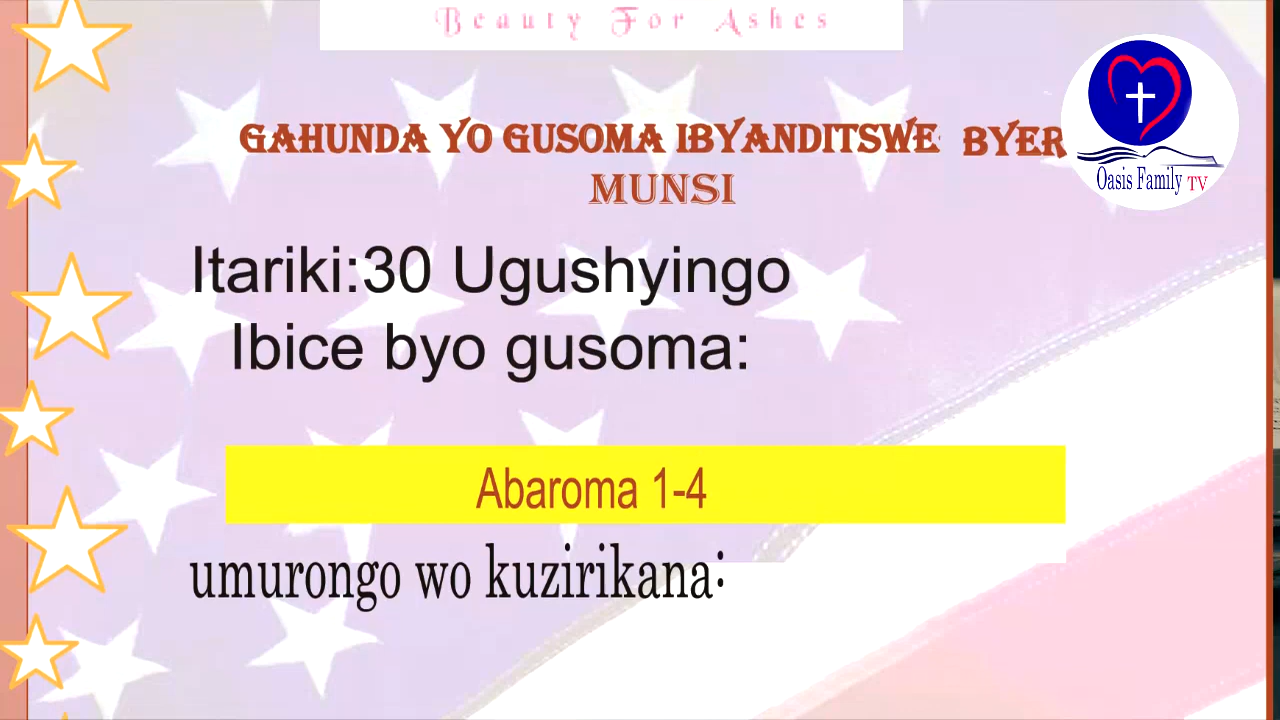 Beauty For Ashes
GAHUNDA YO GUSOMA IBYANDITSWE BYER
MUNSI
Oasis Family TV
Itariki:30 Ugushyingo
Ibice byo gusoma:
Abaroma 1-4
umurongo wo kuzirikana: